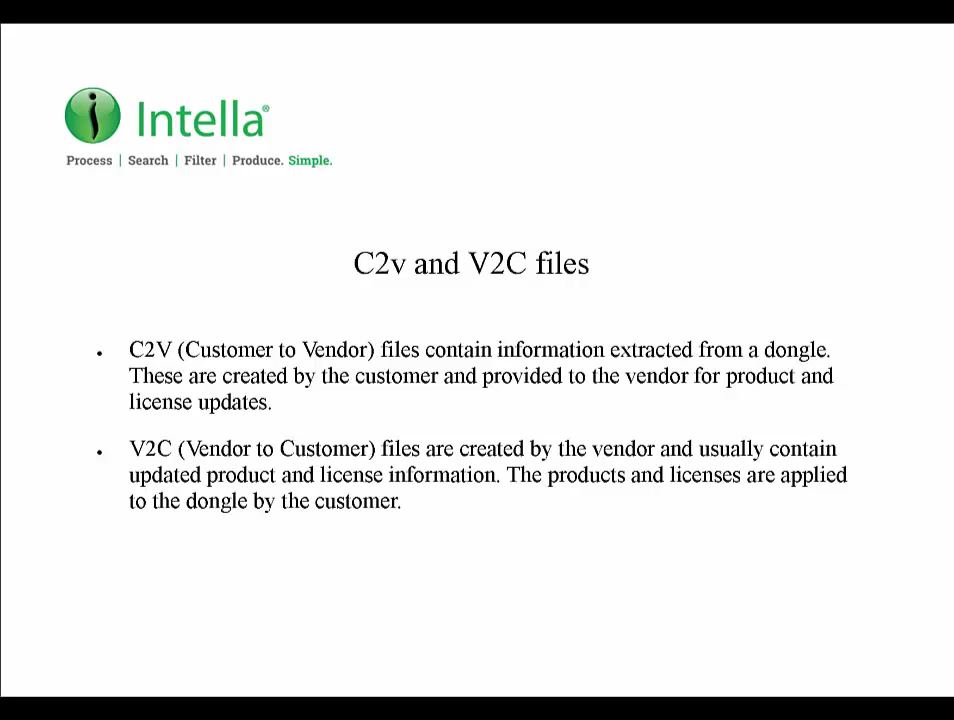 Intella®
Process | Search | Filter | Produce. Simple.
C2v and V2C files
• C2V (Customer to Vendor) files contain information extracted from a dongle.
These are created by the customer and provided to the vendor for product and
license updates.
• V2C (Vendor to Customer) files are created by the vendor and usually contain
updated product and license information. The products and licenses are applied
to the dongle by the customer.